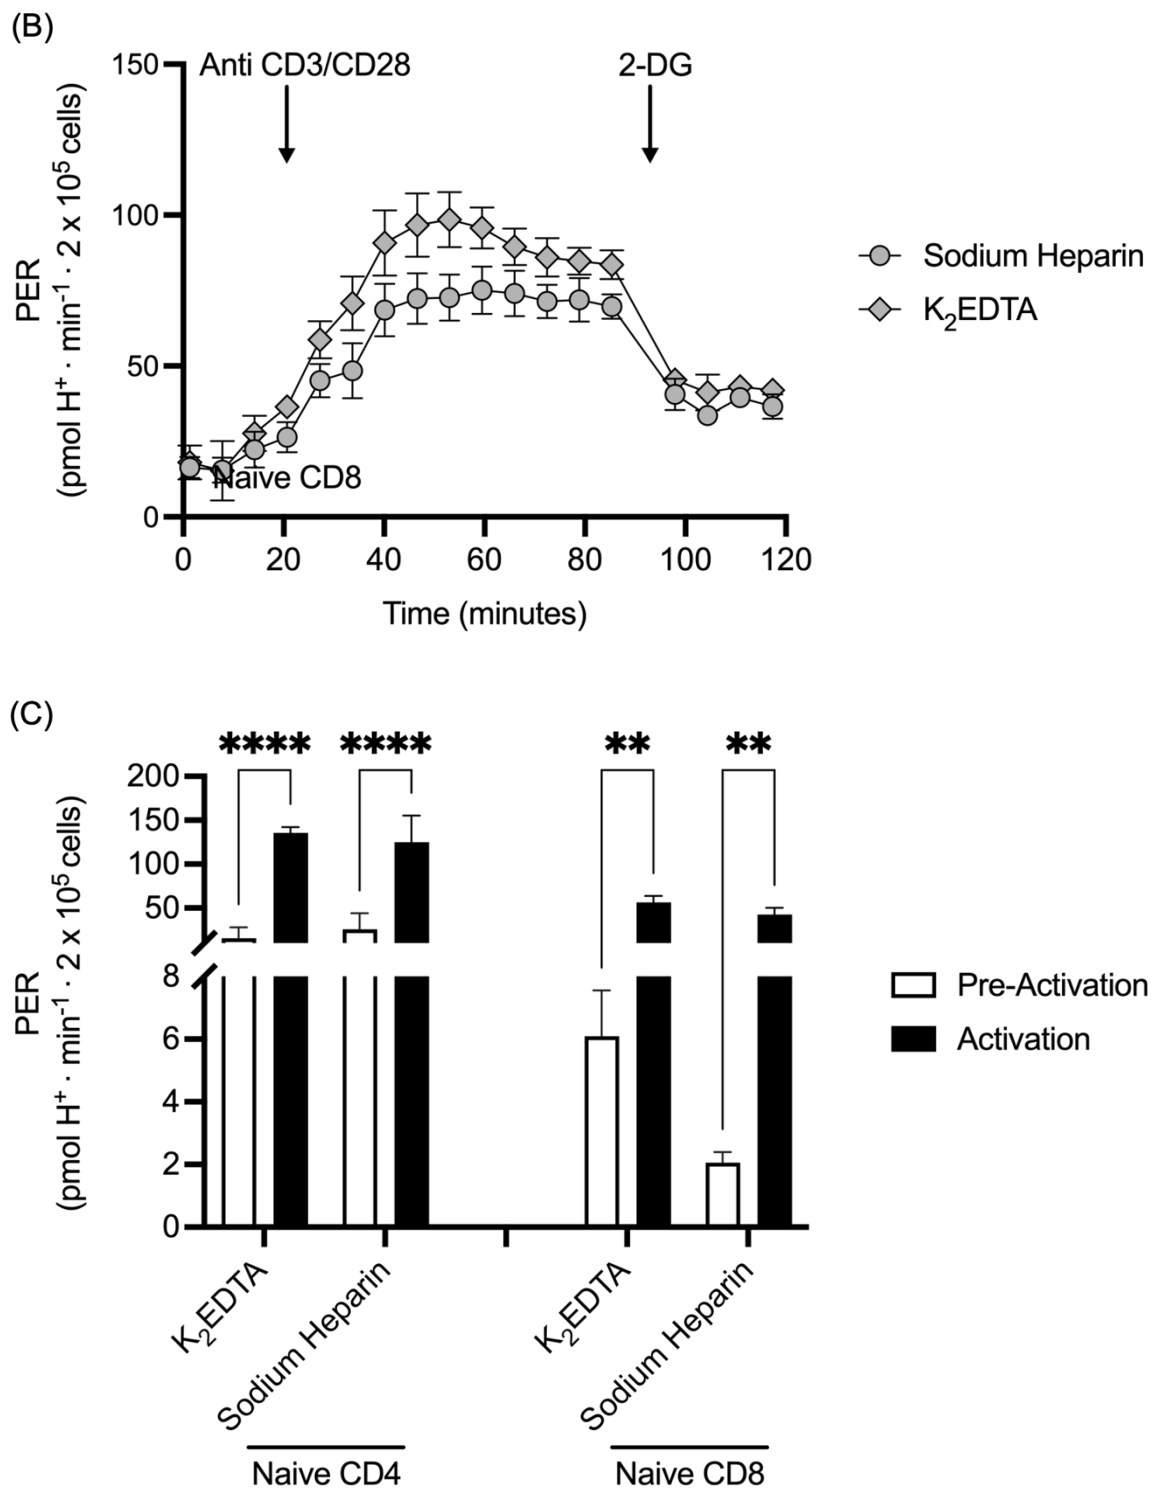 (B)
Anti CD3/CD28
2-DG
150
100
50
0
PER
(pmol H⁺ · min⁻¹ · 2 x 10⁵ cells)
Naive CD8
0 20 40 60 80 100 120
Time (minutes)
Sodium Heparin
K₂EDTA
(C)
**** **** ** **
200
150
100
50
8
6
4
2
0
PER
(pmol H⁺ · min⁻¹ · 2 x 10⁵ cells)
Pre-Activation
Activation
K₂EDTA
Sodium Heparin
K₂EDTA
Sodium Heparin
Naive CD4
Naive CD8